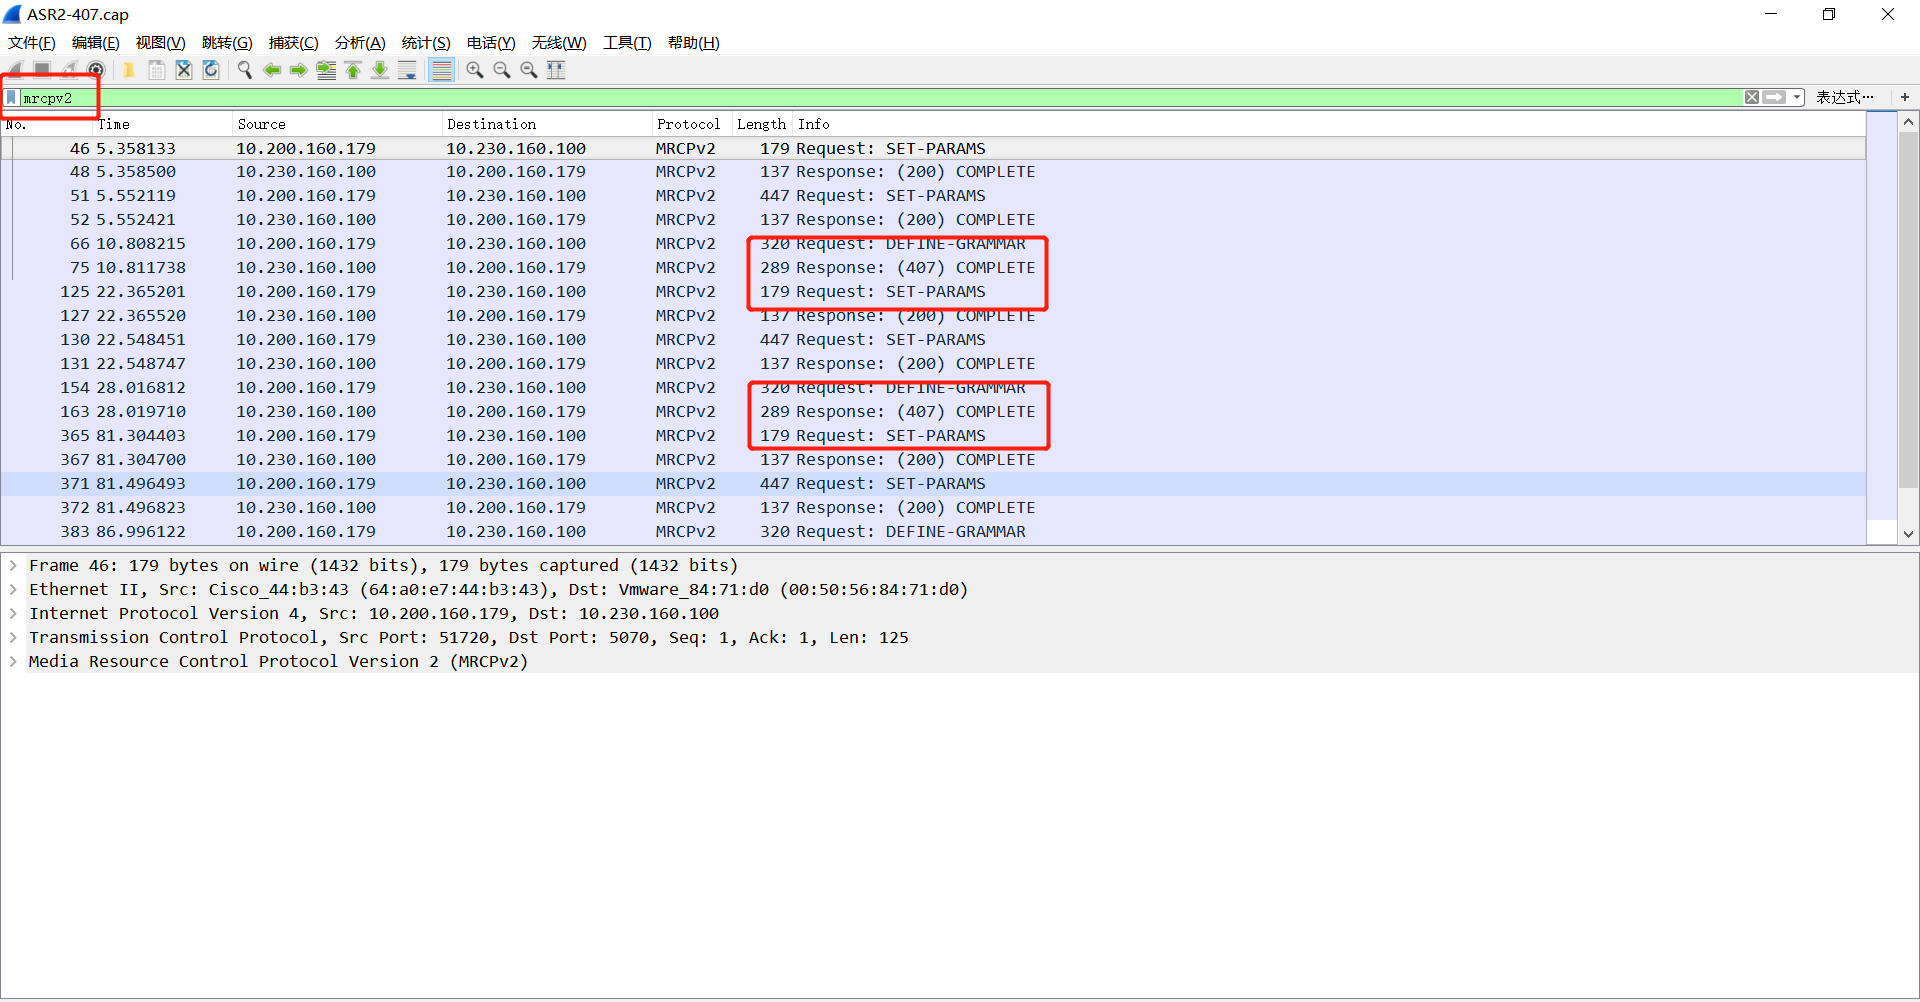 ASR2-407.cap
文件(F) 编辑(E) 视图(V) 跳转(G) 捕获(C) 分析(A) 统计(S) 电话(Y) 无线(W) 工具(T) 帮助(H)
mrcpv2 表达式… +
No. Time Source Destination Protocol Length Info
46 5.358133 10.200.160.179 10.230.160.100 MRCPv2 179 Request: SET-PARAMS
48 5.358500 10.230.160.100 10.200.160.179 MRCPv2 137 Response: (200) COMPLETE
51 5.552119 10.200.160.179 10.230.160.100 MRCPv2 447 Request: SET-PARAMS
52 5.552421 10.230.160.100 10.200.160.179 MRCPv2 137 Response: (200) COMPLETE
66 10.808215 10.200.160.179 10.230.160.100 MRCPv2 320 Request: DEFINE-GRAMMAR
75 10.811738 10.230.160.100 10.200.160.179 MRCPv2 289 Response: (407) COMPLETE
125 22.365201 10.200.160.179 10.230.160.100 MRCPv2 179 Request: SET-PARAMS
127 22.365520 10.230.160.100 10.200.160.179 MRCPv2 137 Response: (200) COMPLETE
130 22.548451 10.200.160.179 10.230.160.100 MRCPv2 447 Request: SET-PARAMS
131 22.548747 10.230.160.100 10.200.160.179 MRCPv2 137 Response: (200) COMPLETE
154 28.016812 10.200.160.179 10.230.160.100 MRCPv2 320 Request: DEFINE-GRAMMAR
163 28.019710 10.230.160.100 10.200.160.179 MRCPv2 289 Response: (407) COMPLETE
365 81.304403 10.200.160.179 10.230.160.100 MRCPv2 179 Request: SET-PARAMS
367 81.304700 10.230.160.100 10.200.160.179 MRCPv2 137 Response: (200) COMPLETE
371 81.496493 10.200.160.179 10.230.160.100 MRCPv2 447 Request: SET-PARAMS
372 81.496823 10.230.160.100 10.200.160.179 MRCPv2 137 Response: (200) COMPLETE
383 86.996122 10.200.160.179 10.230.160.100 MRCPv2 320 Request: DEFINE-GRAMMAR
Frame 46: 179 bytes on wire (1432 bits), 179 bytes captured (1432 bits)
Ethernet II, Src: Cisco_44:b3:43 (64:a0:e7:44:b3:43), Dst: Vmware_84:71:d0 (00:50:56:84:71:d0)
Internet Protocol Version 4, Src: 10.200.160.179, Dst: 10.230.160.100
Transmission Control Protocol, Src Port: 51720, Dst Port: 5070, Seq: 1, Ack: 1, Len: 125
Media Resource Control Protocol Version 2 (MRCPv2)